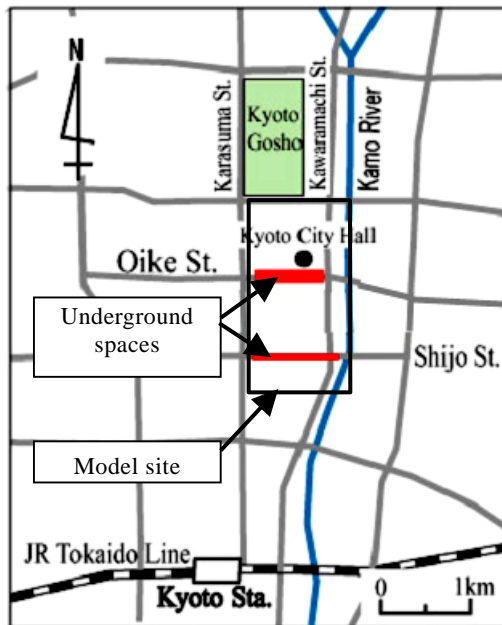 N
Karasuma St.
Kyoto
Gosho
Kawaramachi St.
Kamo River
Kyoto City Hall
Oike St.
Underground
spaces
Shijo St.
Model site
JR Tokaido Line
Kyoto Sta.
0 1km